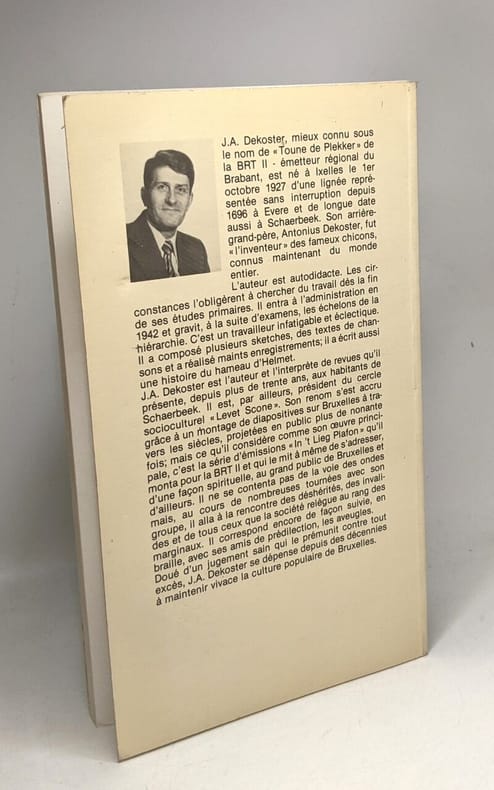 J.A. Dekoster, mieux connu sous
le nom de « Toune de Plekker » de
la BRT II - émetteur régional du
Brabant, est né à Ixelles le 1er
octobre 1927 d'une lignée repré-
sentée sans interruption depuis
1696 à Evere et de longue date
aussi à Schaerbeek. Son arrière-
grand-père, Antonius Dekoster, fut
« l'inventeur » des fameux chicons,
connus maintenant du monde
entier.
L'auteur est autodidacte. Les cir-
constances l'obligèrent à chercher du travail dès la fin
de ses études primaires. Il entra à l'administration en
1942 et gravit, à la suite d'examens, les échelons de la
hiérarchie. C'est un travailleur infatigable et éclectique.
Il a composé plusieurs sketches, des textes de chan-
sons et a réalisé maints enregistrements; il a écrit aussi
une histoire du hameau d'Helmet.
J.A. Dekoster est l'auteur et l'interprète de revues qu'il
présente, depuis plus de trente ans, aux habitants de
Schaerbeek. Il est, par ailleurs, président du cercle
socioculturel « Levet Scone ». Son renom s'est accru
grâce à un montage de diapositives sur Bruxelles à tra-
vers les siècles, projetées en public plus de nonante
fois; mais ce qu'il considère comme son œuvre princi-
pale, c'est la série d'émissions « In 't Lieg Plafon » qu'il
monta pour la BRT II et qui le mit à même de s'adresser,
d'une façon spirituelle, au grand public de Bruxelles et
d'ailleurs. Il ne se contenta pas de la voie des ondes
mais, au cours de nombreuses tournées avec son
groupe, il alla à la rencontre des déshérités, des invali-
des et de tous ceux que la société relègue au rang des
marginaux. Il correspond encore de façon suivie, en
braille, avec ses amis de prédilection, les aveugles.
Doué d'un jugement sain qui le prémunit contre tout
excès, J.A. Dekoster se dépense depuis des décennies
à maintenir vivace la culture populaire de Bruxelles.